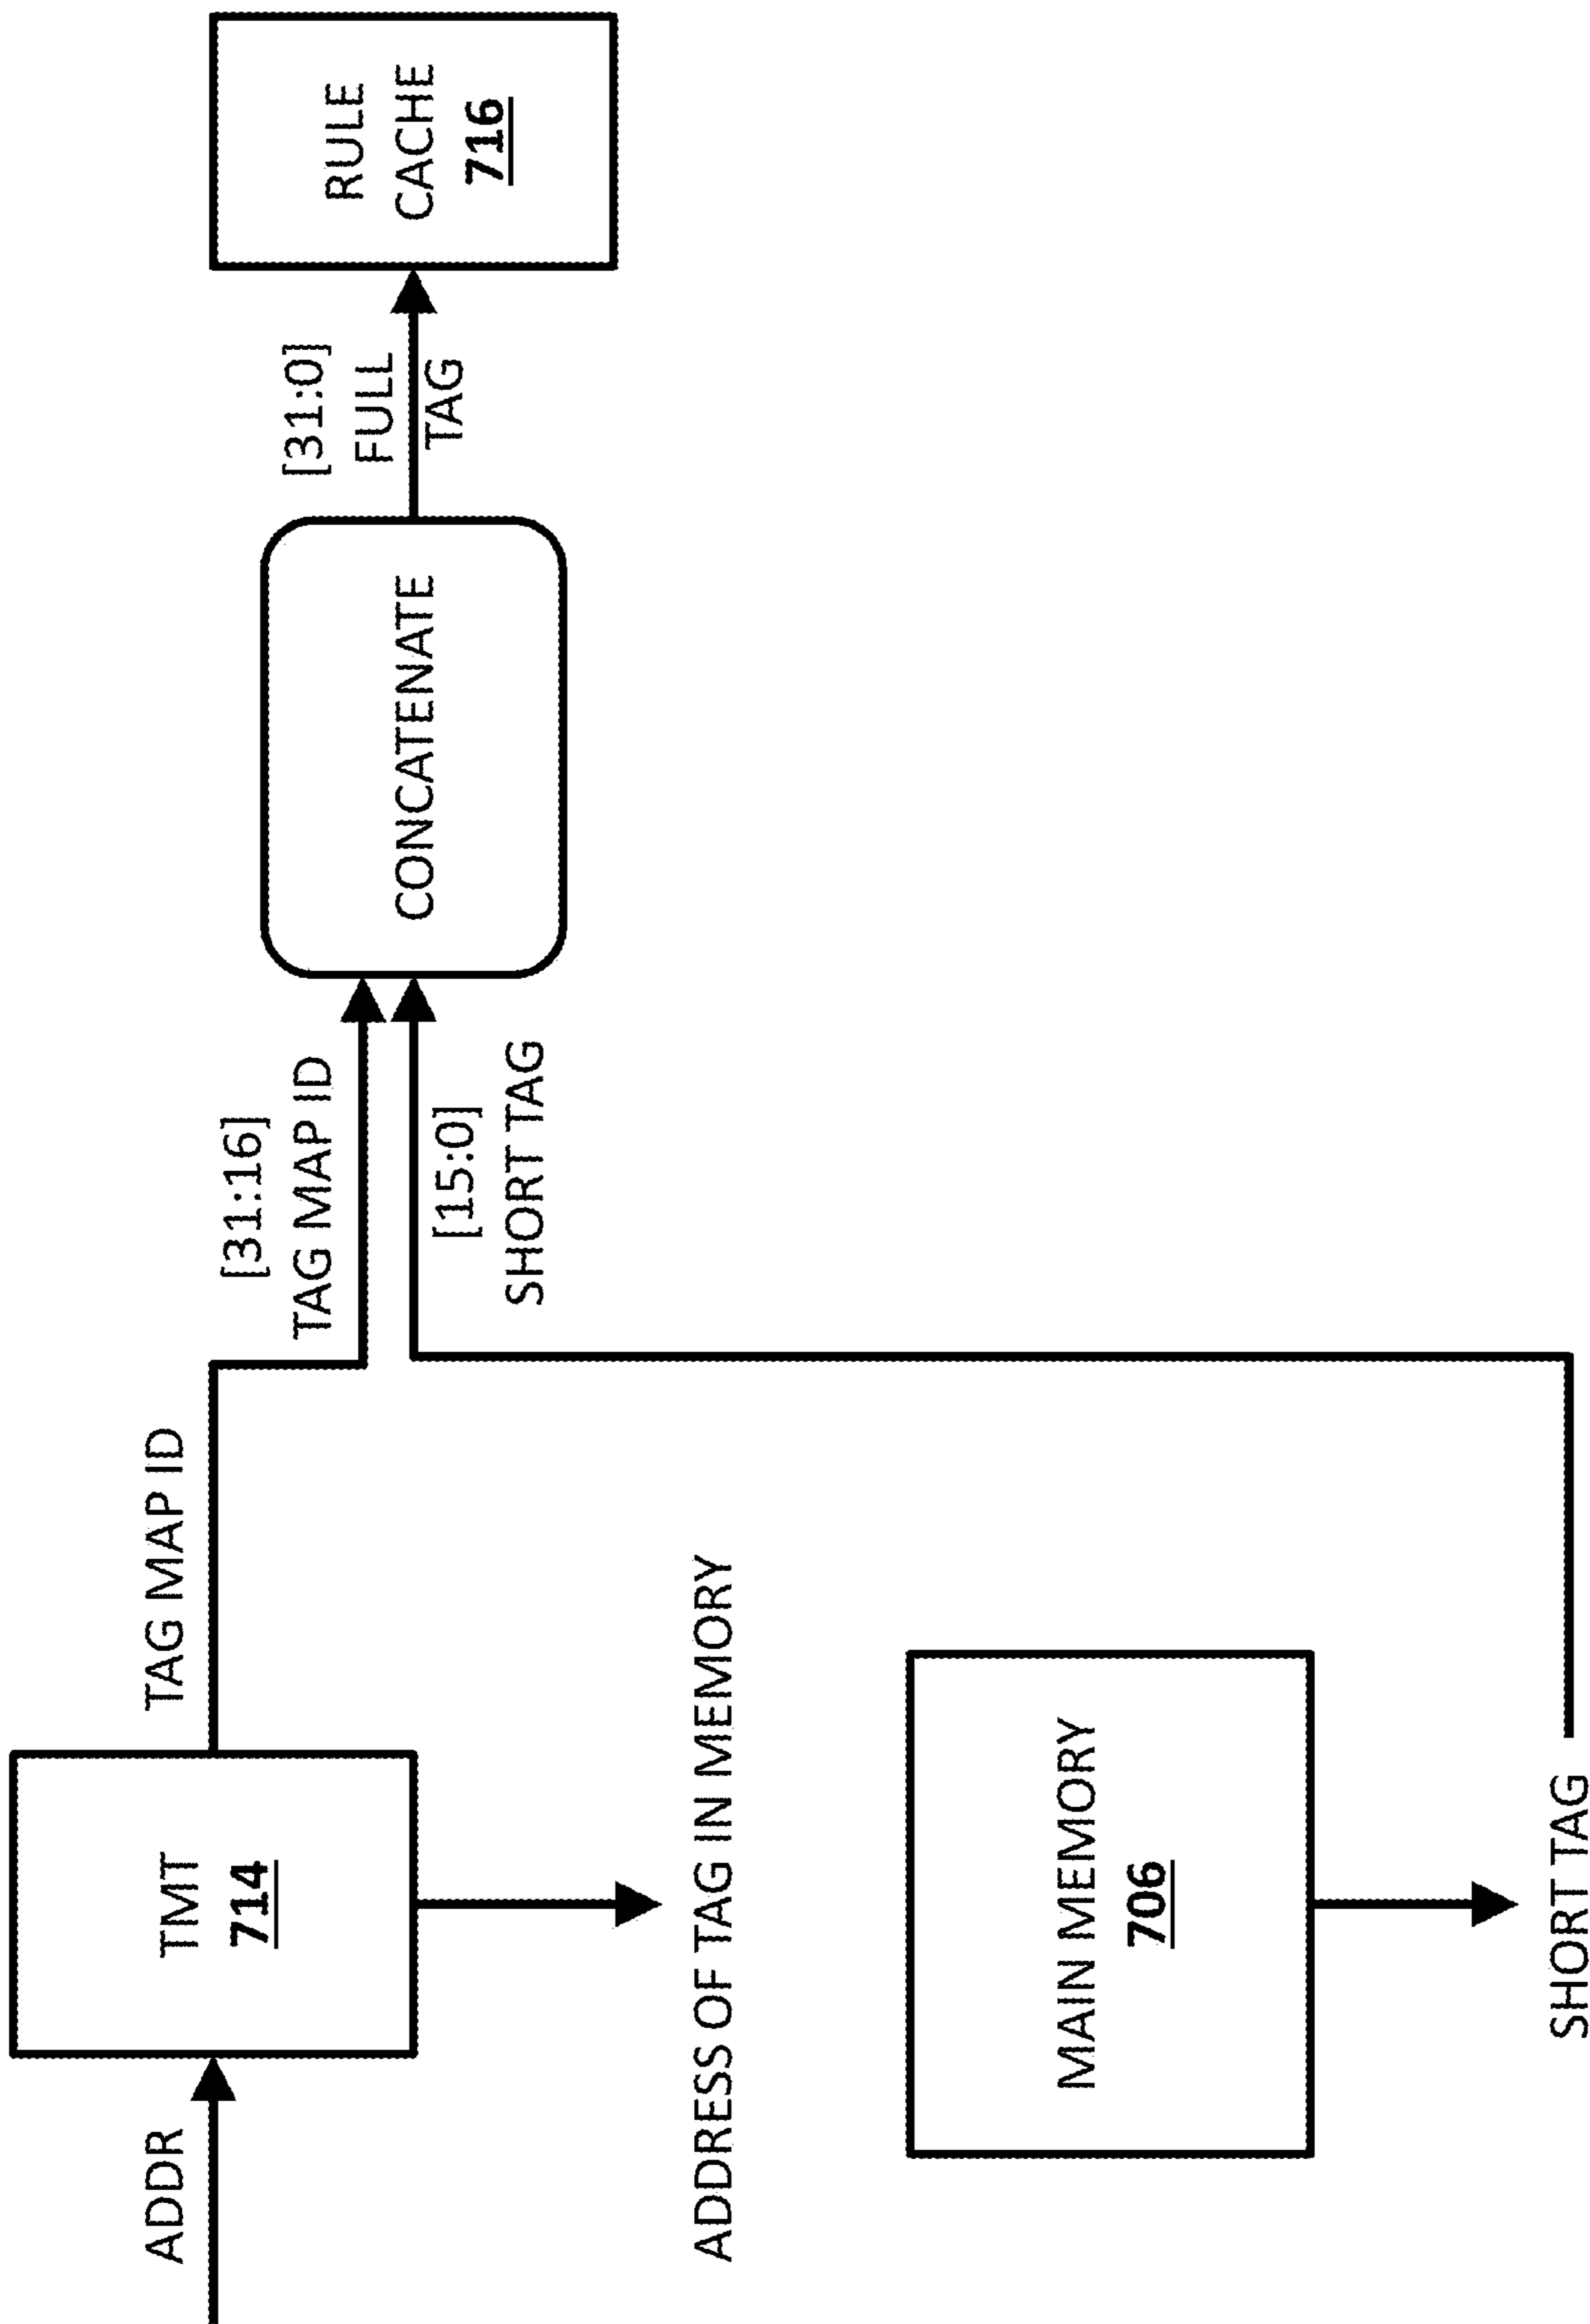 ADDR
TMT
714
TAG MAP ID
[31:16]
TAG MAP ID
[15:0]
SHORT TAG
CONCATENATE
[31:0]
FULL
TAG
RULE
CACHE
716
ADDRESS OF TAG IN MEMORY
MAIN MEMORY
706
SHORT TAG